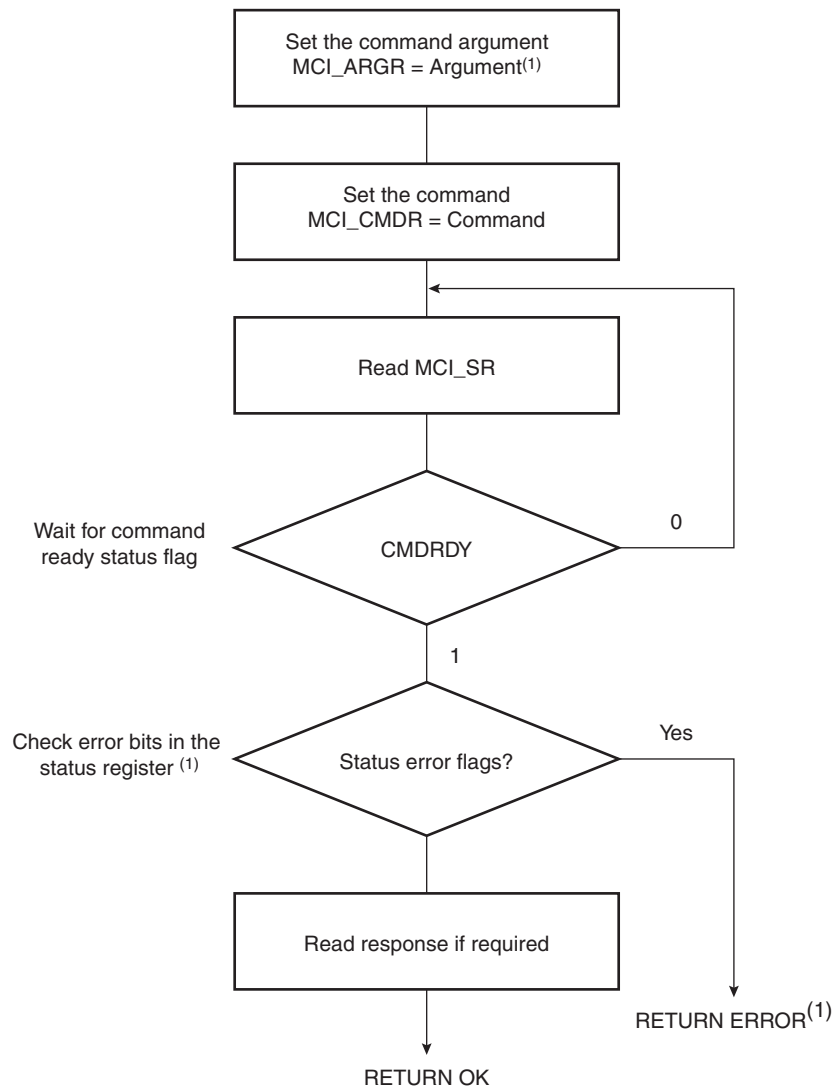 Set the command argument
MCI_ARGR = Argument(1)
Set the command
MCI_CMDR = Command
Read MCI_SR
Wait for command
ready status flag
CMDRDY
0
1
Check error bits in the
status register (1)
Status error flags?
Yes
Read response if required
RETURN ERROR(1)
RETURN OK